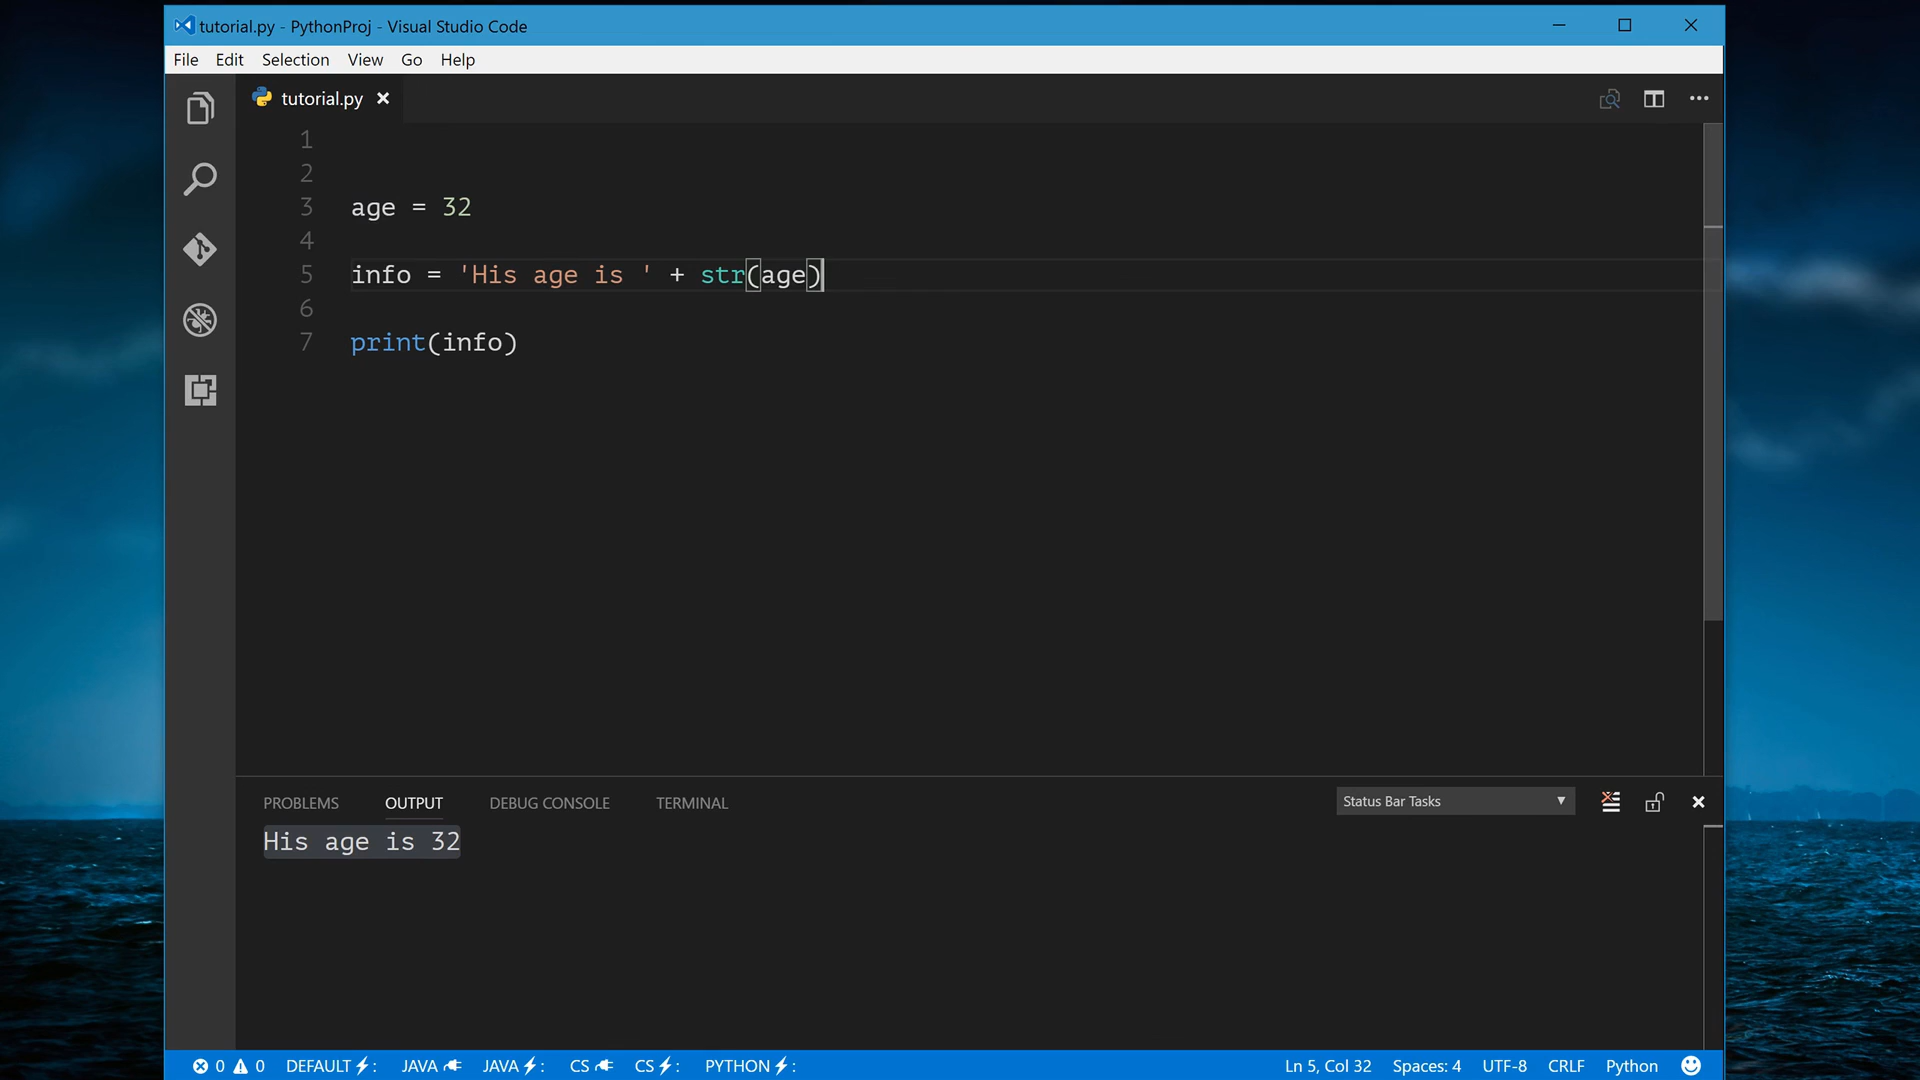 tutorial.py - PythonProj - Visual Studio Code
File Edit Selection View Go Help
tutorial.py
1
2
3 age = 32
4
5 info = 'His age is ' + str(age)
6
7 print(info)
PROBLEMS OUTPUT DEBUG CONSOLE TERMINAL Status Bar Tasks
His age is 32
0 0 DEFAULT : JAVA JAVA : CS CS : PYTHON : Ln 5, Col 32 Spaces: 4 UTF-8 CRLF Python